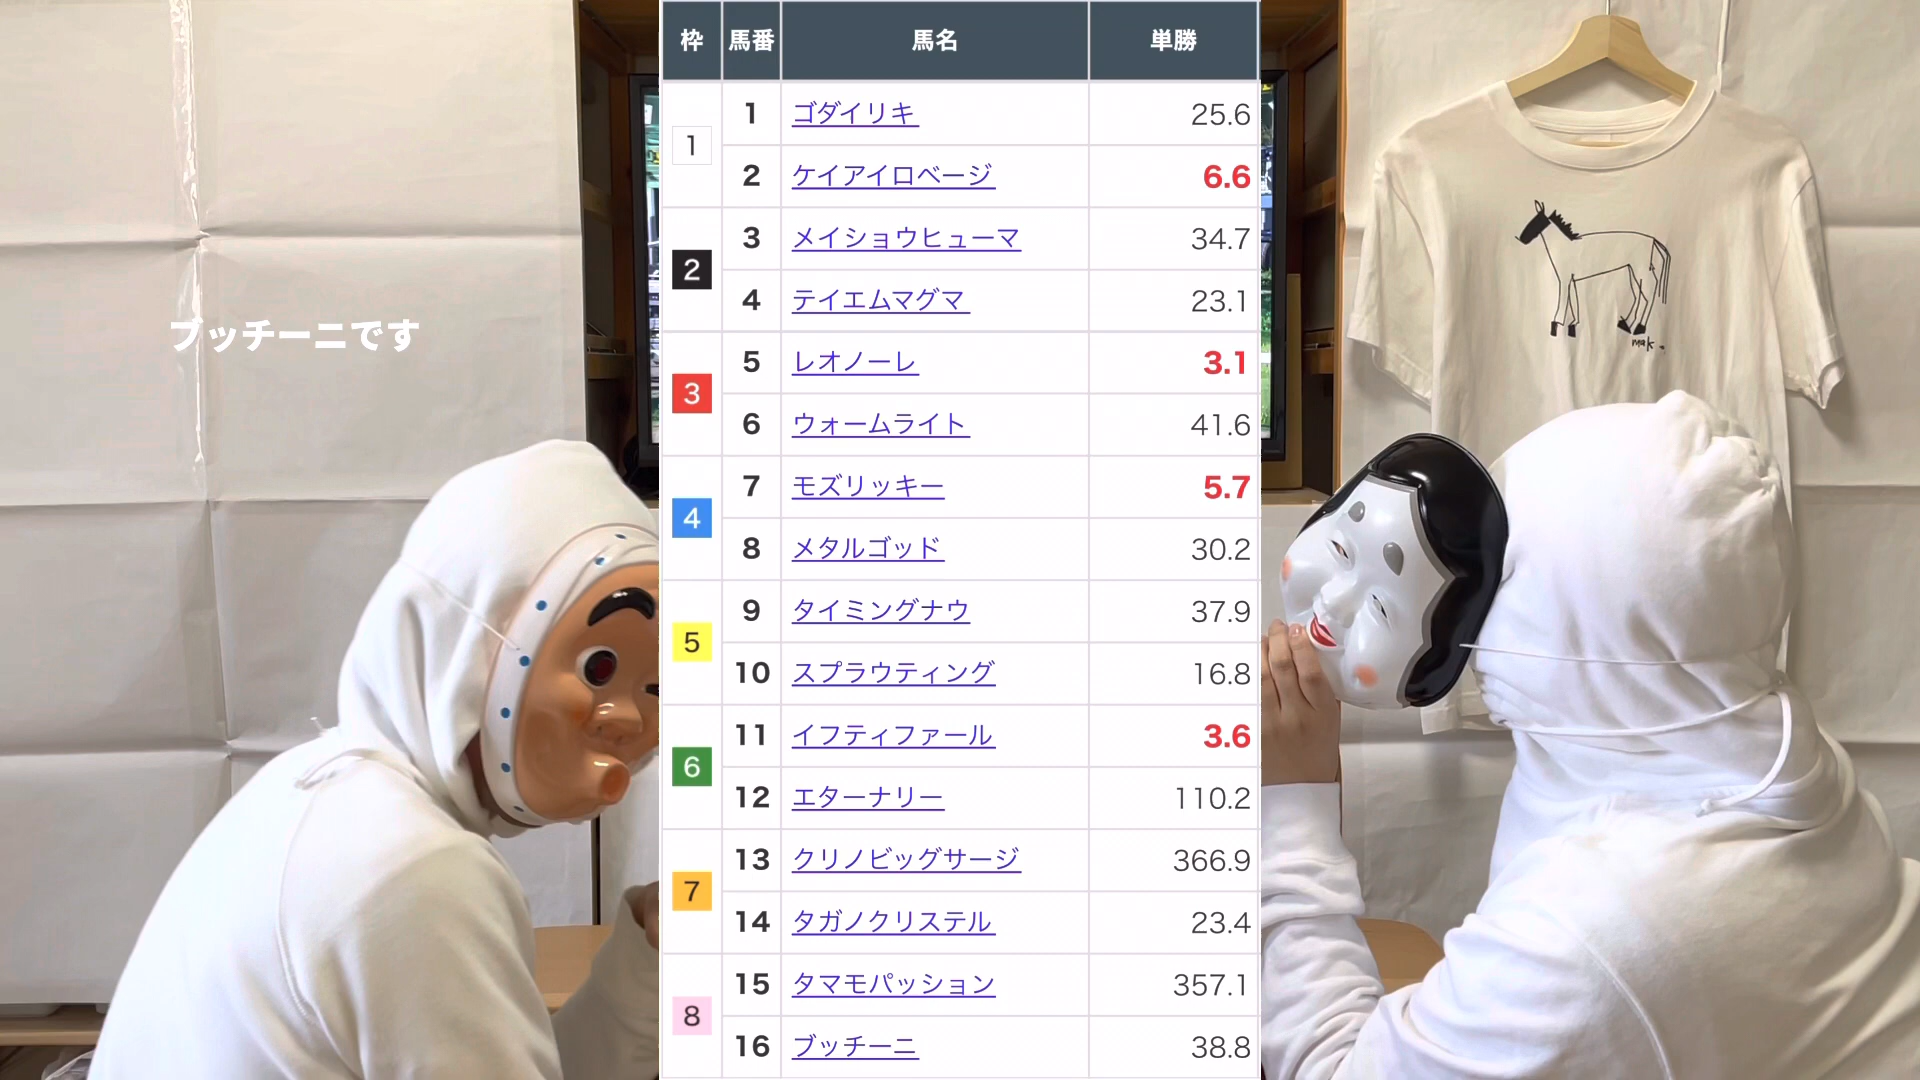 枠 馬番 馬名 単勝
1 1 ゴダイリキ 25.6
2 ケイアイロベージ 6.6
2 3 メイショウヒューマ 34.7
4 テイエムマグマ 23.1
3 5 レオノーレ 3.1
6 ウォームライト 41.6
4 7 モズリッキー 5.7
8 メタルゴッド 30.2
5 9 タイミングナウ 37.9
10 スプラウティング 16.8
6 11 イフティファール 3.6
12 エターナリー 110.2
7 13 クリノビッグサージ 366.9
14 タガノクリステル 23.4
8 15 タマモパッション 357.1
16 ブッチーニ 38.8
ブッチーニです
mak.